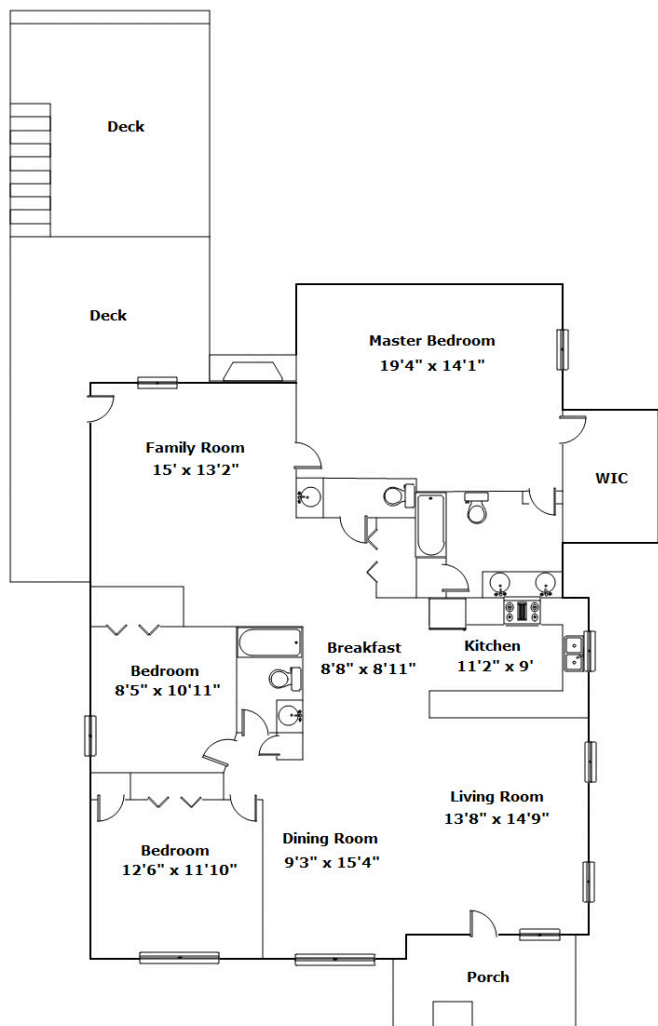 Deck
Deck
Master Bedroom
19'4" x 14'1"
Family Room
15' x 13'2"
WIC
Breakfast
8'8" x 8'11"
Kitchen
11'2" x 9'
Bedroom
8'5" x 10'11"
Living Room
13'8" x 14'9"
Dining Room
9'3" x 15'4"
Bedroom
12'6" x 11'10"
Porch